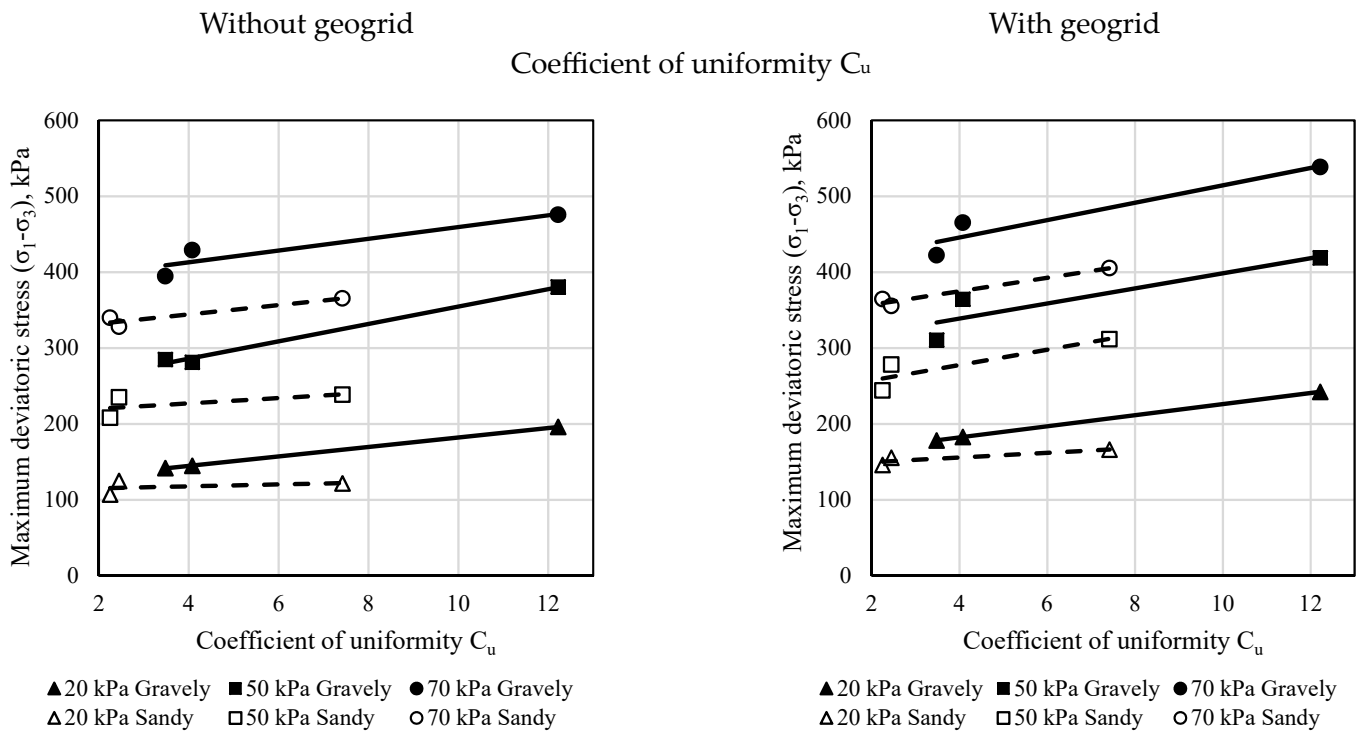 Without geogrid
With geogrid
Coefficient of uniformity Cu
Maximum deviatoric stress (σ1-σ3), kPa
600
500
400
300
200
100
0
2 4 6 8 10 12
Coefficient of uniformity Cu
20 kPa Gravely 50 kPa Gravely 70 kPa Gravely
20 kPa Sandy 50 kPa Sandy 70 kPa Sandy
Maximum deviatoric stress (σ1-σ3), kPa
600
500
400
300
200
100
0
2 4 6 8 10 12
Coefficient of uniformity Cu
20 kPa Gravely 50 kPa Gravely 70 kPa Gravely
20 kPa Sandy 50 kPa Sandy 70 kPa Sandy